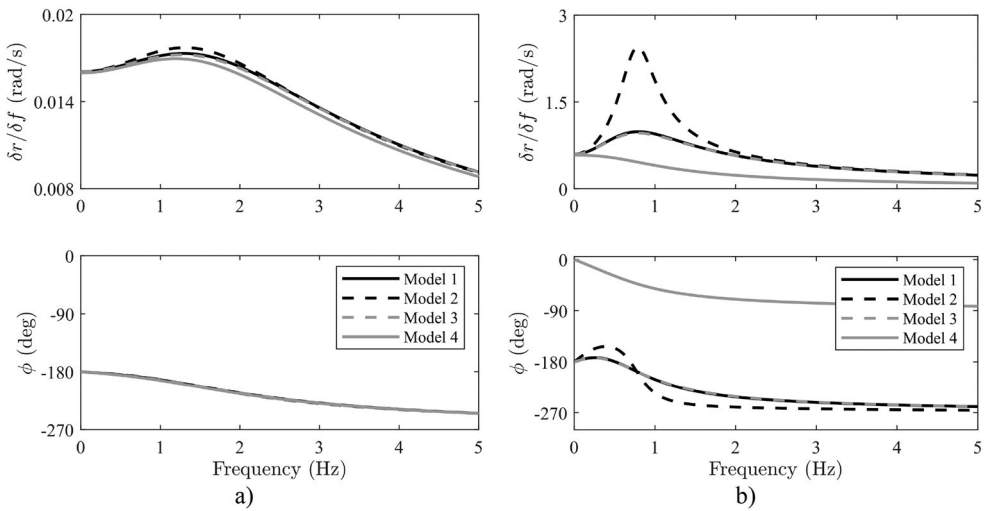 0.02
0.014
0.008
δr/δf (rad/s)
0 1 2 3 4 5
0
-90
-180
-270
ϕ (deg)
Model 1
Model 2
Model 3
Model 4
0 1 2 3 4 5
Frequency (Hz)
a)
3
1.5
0
δr/δf (rad/s)
0 1 2 3 4 5
0
-90
-180
-270
ϕ (deg)
Model 1
Model 2
Model 3
Model 4
0 1 2 3 4 5
Frequency (Hz)
b)